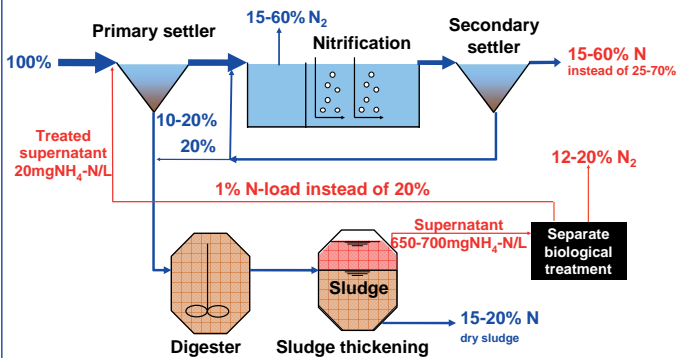 Primary settler
15-60% N₂
Nitrification
Secondary
settler
100%
15-60% N
instead of 25-70%
10-20%
20%
Treated
supernatant
20mgNH₄-N/L
12-20% N₂
1% N-load instead of 20%
Supernatant
650-700mgNH₄-N/L
Separate
biological
treatment
Sludge
15-20% N
dry sludge
Digester
Sludge thickening